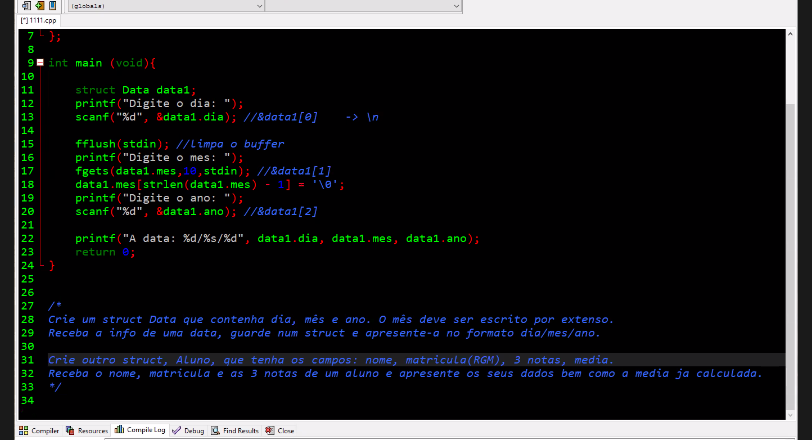 (globals)
[*] 1111.cpp
7 };
8
9 int main (void){
10
11 struct Data data1;
12 printf("Digite o dia: ");
13 scanf("%d", &data1.dia); //&data1[0] -> \n
14
15 fflush(stdin); //Limpa o buffer
16 printf("Digite o mes: ");
17 fgets(data1.mes,10,stdin); //&data1[1]
18 data1.mes[strlen(data1.mes) - 1] = '\0';
19 printf("Digite o ano: ");
20 scanf("%d", &data1.ano); //&data1[2]
21
22 printf("A data: %d/%s/%d", data1.dia, data1.mes, data1.ano);
23 return 0;
24 }
25
26
27 /*
28 Crie um struct Data que contenha dia, mês e ano. O mês deve ser escrito por extenso.
29 Receba a info de uma data, guarde num struct e apresente-a no formato dia/mes/ano.
30
31 Crie outro struct, Aluno, que tenha os campos: nome, matricula(RGM), 3 notas, media.
32 Receba o nome, matricula e as 3 notas de um aluno e apresente os seus dados bem como a media ja calculada.
33 */
34
Compiler Resources Compile Log Debug Find Results Close